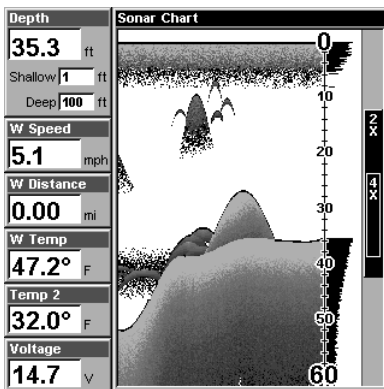 Depth
35.3 ft
Shallow 1 ft
Deep 100 ft
W Speed
5.1 mph
W Distance
0.00 mi
W Temp
47.2° F
Temp 2
32.0° F
Voltage
14.7 V
Sonar Chart
0
10
20
30
40
50
60
2X
4X